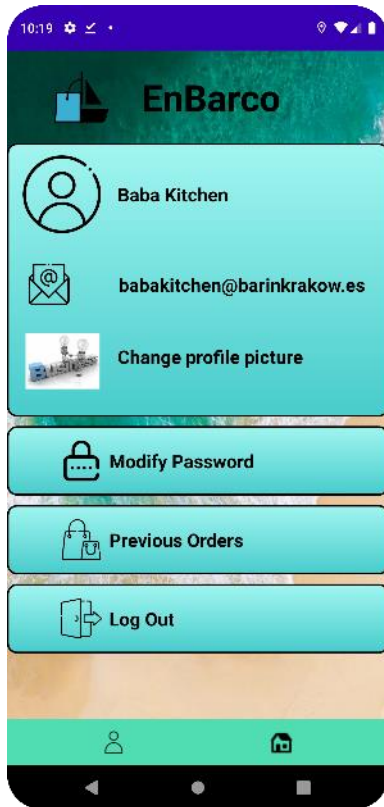 10:19
EnBarco
Baba Kitchen
babakitchen@barinkrakow.es
Business
Change profile picture
Modify Password
Previous Orders
Log Out